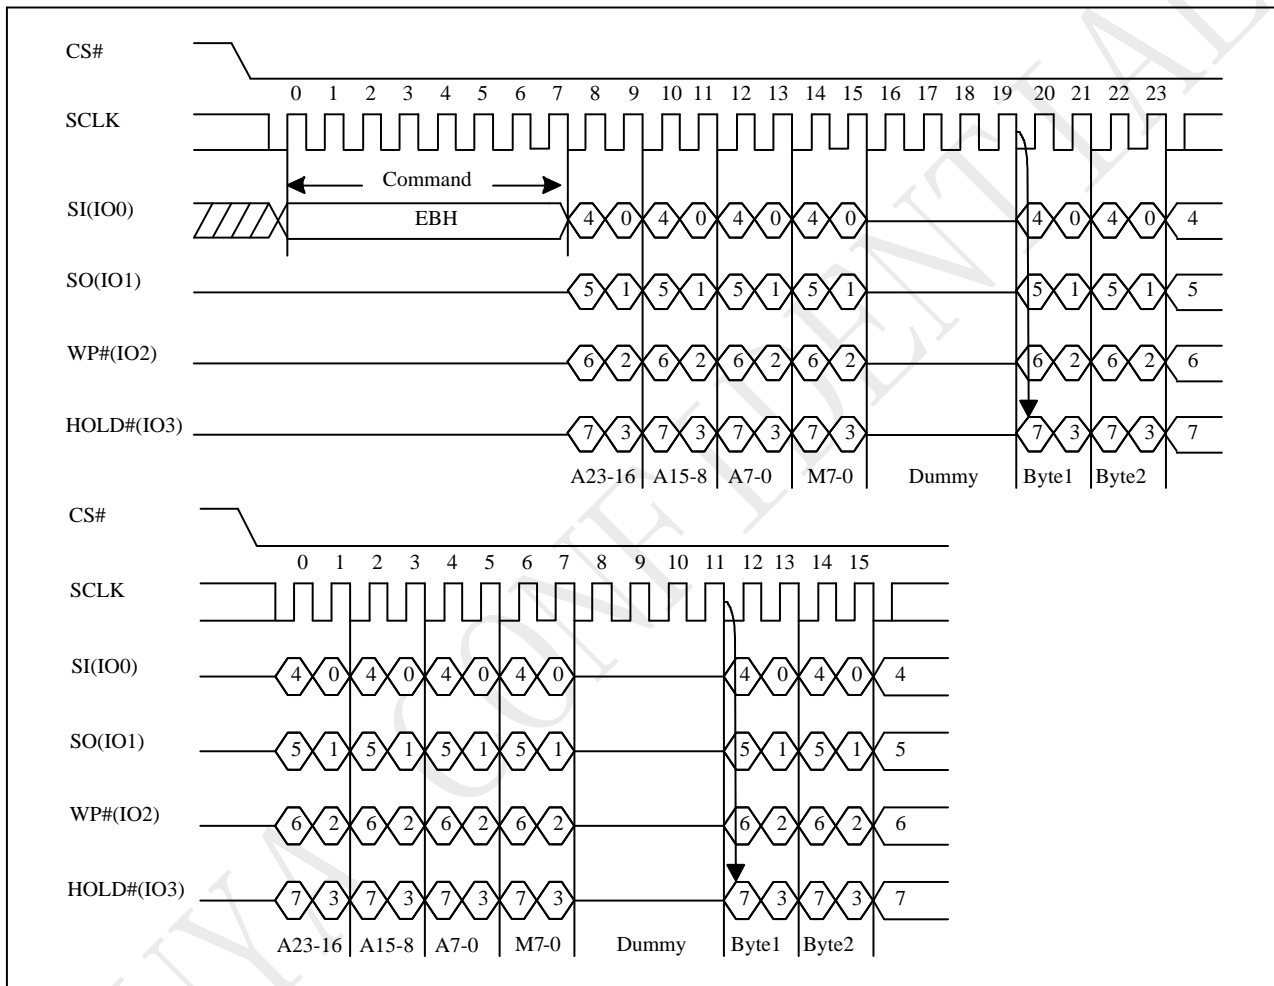 CS#
0 1 2 3 4 5 6 7 8 9 10 11 12 13 14 15 16 17 18 19 20 21 22 23
SCLK
Command
SI(IO0) EBH 4 0 4 0 4 0 4 0 4 0 4 0 4
SO(IO1) 5 1 5 1 5 1 5 1 5 1 5 1 5
WP#(IO2) 6 2 6 2 6 2 6 2 6 2 6 2 6
HOLD#(IO3) 7 3 7 3 7 3 7 3 7 3 7 3 7
A23-16 A15-8 A7-0 M7-0 Dummy Byte1 Byte2
CS#
0 1 2 3 4 5 6 7 8 9 10 11 12 13 14 15
SCLK
SI(IO0) 4 0 4 0 4 0 4 0 4 0 4 0 4
SO(IO1) 5 1 5 1 5 1 5 1 5 1 5 1 5
WP#(IO2) 6 2 6 2 6 2 6 2 6 2 6 2 6
HOLD#(IO3) 7 3 7 3 7 3 7 3 7 3 7 3 7
A23-16 A15-8 A7-0 M7-0 Dummy Byte1 Byte2
CONFIDENTIAL